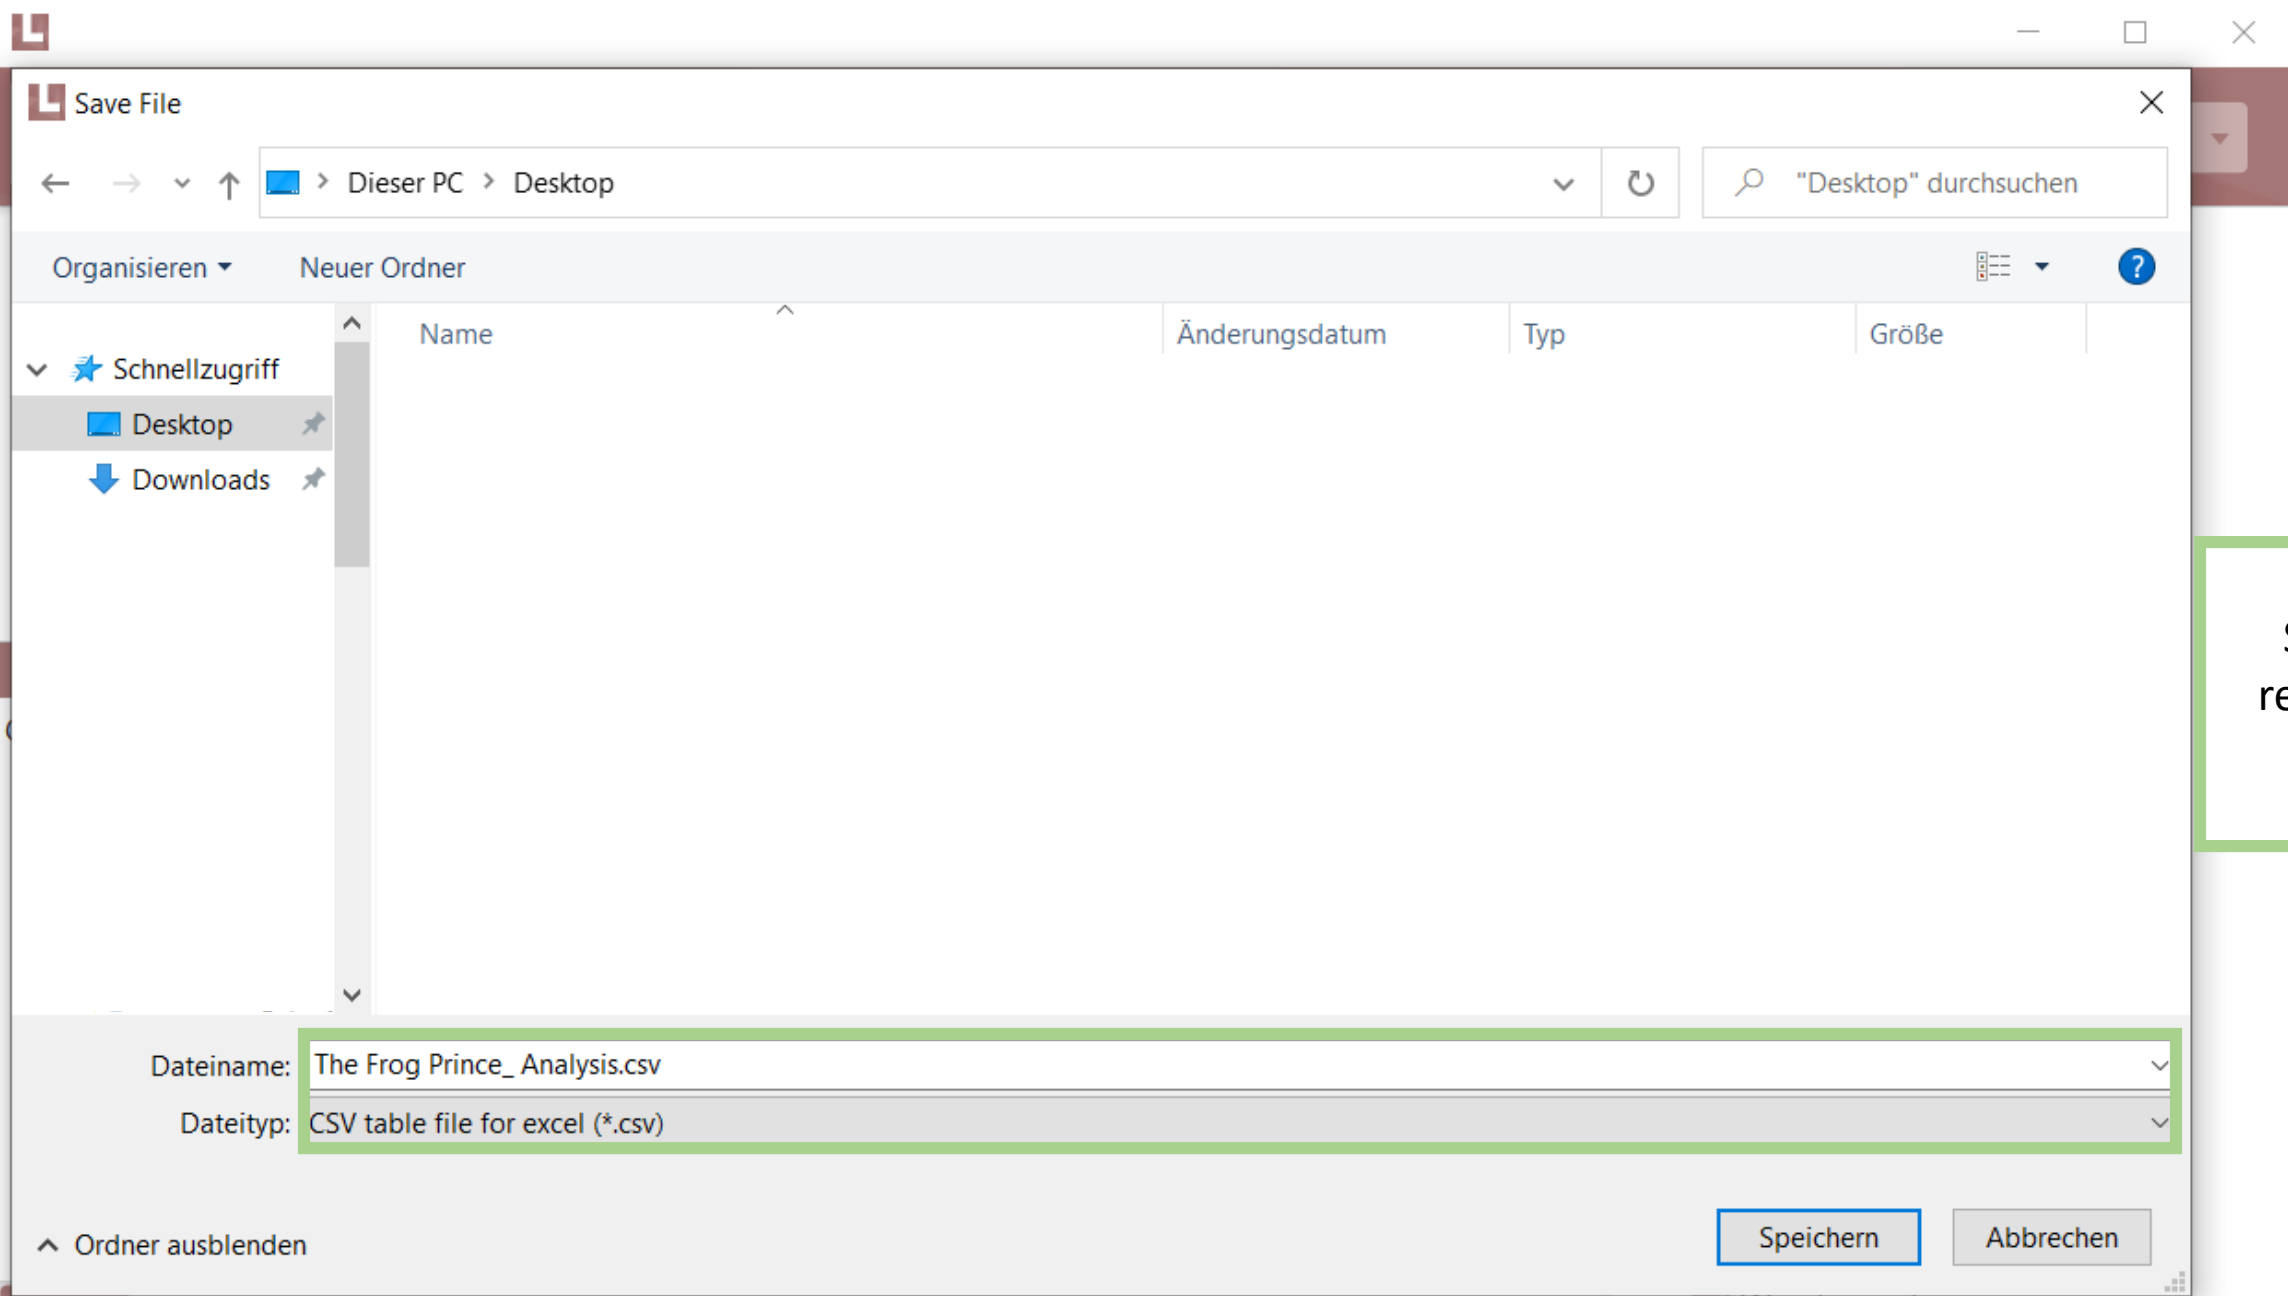 Save File
Dieser PC > Desktop
"Desktop" durchsuchen
Organisieren
Neuer Ordner
Name
Änderungsdatum
Typ
Größe
Schnellzugriff
Desktop
Downloads
Dateiname: The Frog Prince_ Analysis.csv
Dateityp: CSV table file for excel (*.csv)
Ordner ausblenden
Speichern
Abbrechen